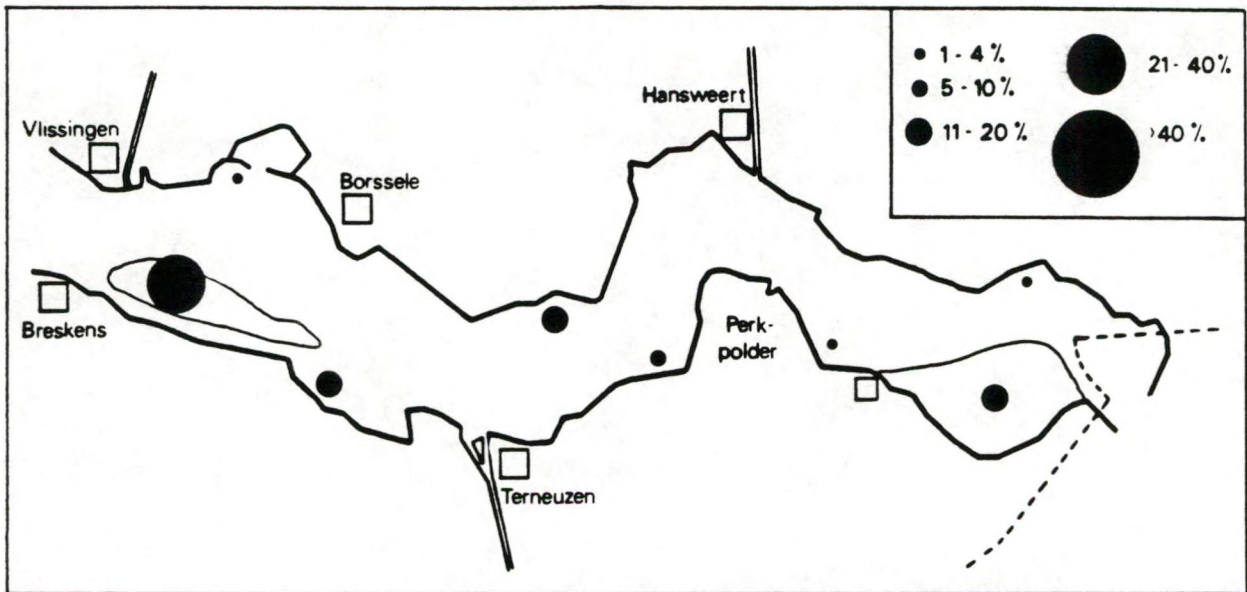 1 - 4 %
5 - 10 %
11 - 20 %
21 - 40 %
>40 %
Vlissingen
Hansweert
Borssele
Breskens
Perk-
polder
Terneuzen